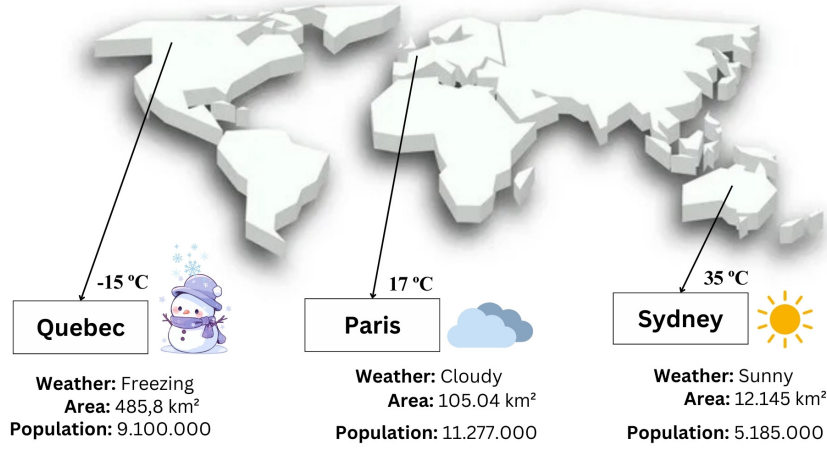 -15 ºC
Quebec
Weather: Freezing
Area: 485,8 km²
Population: 9.100.000
17 ºC
Paris
Weather: Cloudy
Area: 105.04 km²
Population: 11.277.000
35 ºC
Sydney
Weather: Sunny
Area: 12.145 km²
Population: 5.185.000